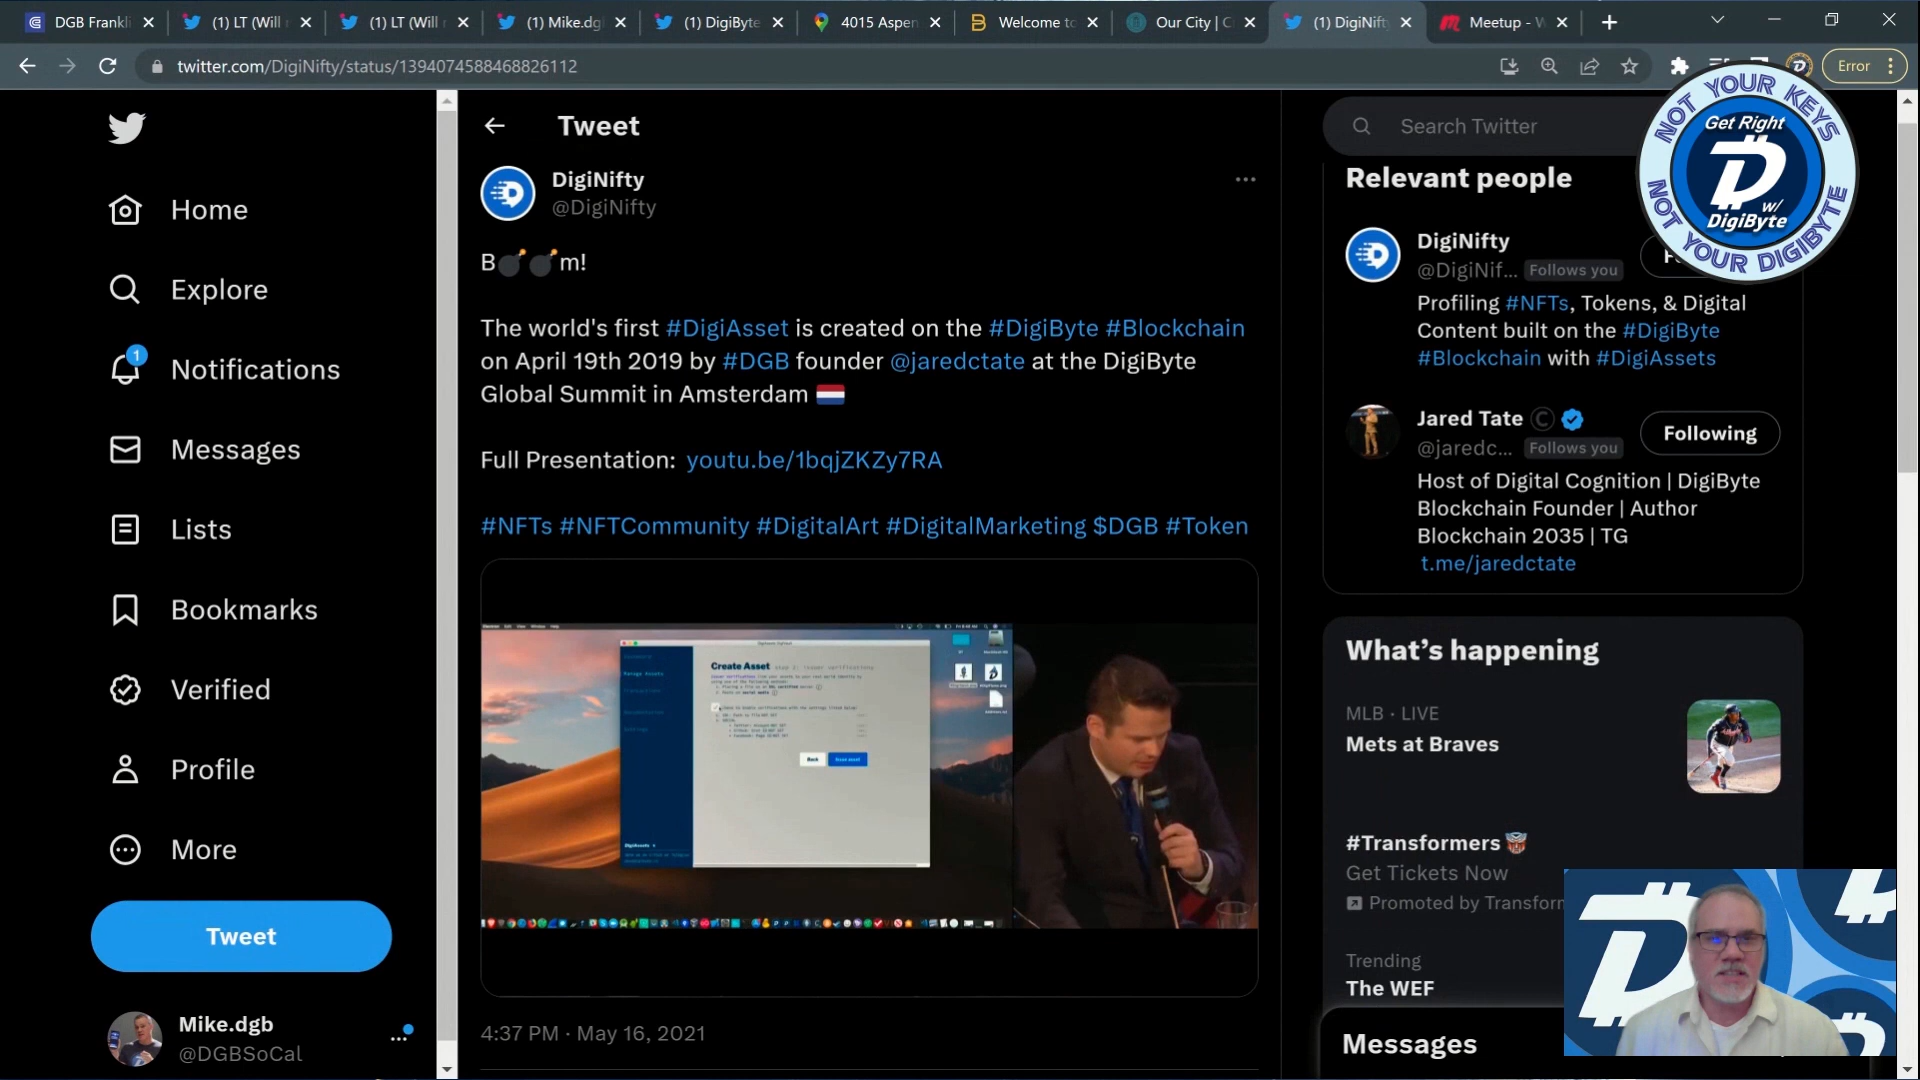 DGB Frankli
(1) LT (Will
(1) LT (Will
(1) Mike.dg
(1) DigiByte
4015 Aspen
Welcome to
Our City | C
(1) DigiNifty
Meetup - W
twitter.com/DigiNifty/status/1394074588468826112
Error
Home
Explore
1
Notifications
Messages
Lists
Bookmarks
Verified
Profile
More
Tweet
Mike.dgb
@DGBSoCal
Tweet
DigiNifty
@DigiNifty
B💣💣m!
The world's first #DigiAsset is created on the #DigiByte #Blockchain
on April 19th 2019 by #DGB founder @jaredctate at the DigiByte
Global Summit in Amsterdam 🇳🇱
Full Presentation: youtu.be/1bqjZKZy7RA
#NFTs #NFTCommunity #DigitalArt #DigitalMarketing $DGB #Token
Create Asset
Back
4:37 PM · May 16, 2021
Search Twitter
Relevant people
DigiNifty
@DigiNif... Follows you
Profiling #NFTs, Tokens, & Digital
Content built on the #DigiByte
#Blockchain with #DigiAssets
Jared Tate
@jaredc... Follows you
Following
Host of Digital Cognition | DigiByte
Blockchain Founder | Author
Blockchain 2035 | TG
t.me/jaredctate
What's happening
MLB · LIVE
Mets at Braves
#Transformers
Get Tickets Now
Promoted by Transform
Trending
The WEF
Messages
NOT YOUR KEYS
Get Right
w/
DigiByte
NOT YOUR DIGIBYTE